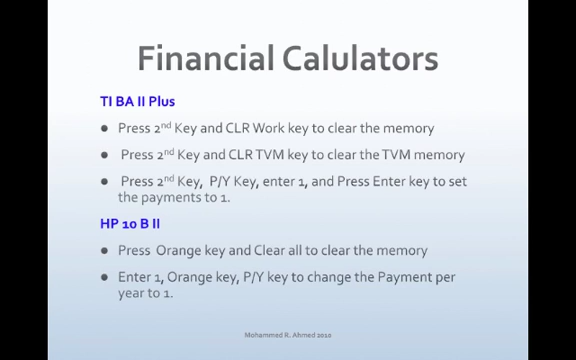 Financial Calulators
TI BA II Plus
● Press 2nd Key and CLR Work key to clear the memory
● Press 2nd Key and CLR TVM key to clear the TVM memory
● Press 2nd Key, P/Y Key, enter 1, and Press Enter key to set
the payments to 1.
HP 10 B II
● Press Orange key and Clear all to clear the memory
● Enter 1, Orange key, P/Y key to change the Payment per
year to 1.
Mohammed R. Ahmed 2010